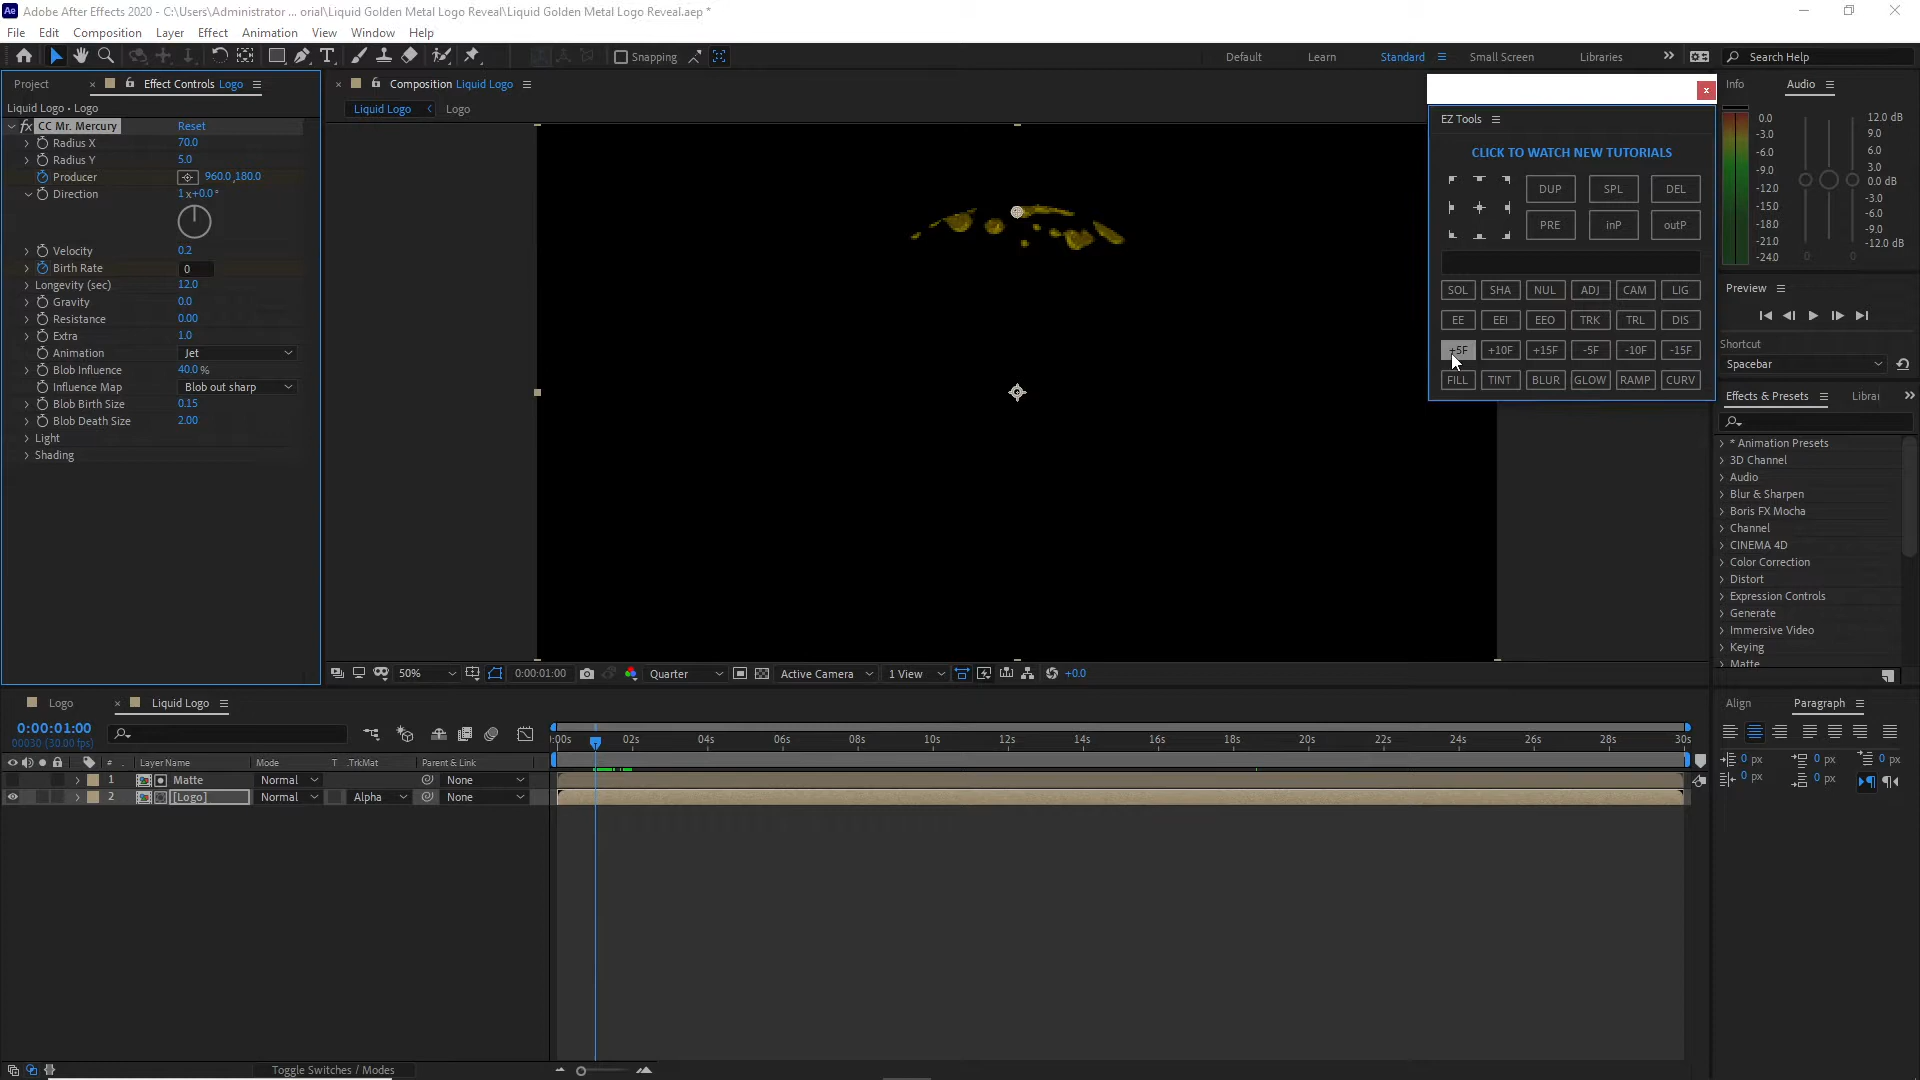 Adobe After Effects 2020 - C:\Users\Administrator ... orial\Liquid Golden Metal Logo Reveal\Liquid Golden Metal Logo Reveal.aep *
File Edit Composition Layer Effect Animation View Window Help
Snapping
Default Learn Standard Small Screen Libraries Search Help
Project Effect Controls Logo
Liquid Logo • Logo
fx CC Mr. Mercury Reset
Radius X 70.0
Radius Y 5.0
Producer 960.0,180.0
Direction 1x+0.0°
Velocity 0.2
Birth Rate 0
Longevity (sec) 12.0
Gravity 0.0
Resistance 0.00
Extra 1.0
Animation Jet
Blob Influence 40.0 %
Influence Map Blob out sharp
Blob Birth Size 0.15
Blob Death Size 2.00
Light
Shading
Composition Liquid Logo
Liquid Logo Logo
50% 0:00:01:00 Quarter Active Camera 1 View +0.0
EZ Tools
CLICK TO WATCH NEW TUTORIALS
DUP SPL DEL
PRE inP outP
SOL SHA NUL ADJ CAM LIG
EE EEI EEO TRK TRL DIS
+5F +10F +15F -5F -10F -15F
FILL TINT BLUR GLOW RAMP CURV
Info Audio
0.0 12.0 dB
-3.0 9.0
-6.0 6.0
-9.0 3.0
-12.0 0.0 dB
-15.0 -3.0
-18.0 -6.0
-21.0 -9.0
-24.0 -12.0 dB
0 0
Preview
Shortcut
Spacebar
Effects & Presets Librai
* Animation Presets
3D Channel
Audio
Blur & Sharpen
Boris FX Mocha
Channel
CINEMA 4D
Color Correction
Distort
Expression Controls
Generate
Immersive Video
Keying
Matte
Align Paragraph
0 px 0 px 0 px
0 px 0 px
Logo Liquid Logo
0:00:01:00
00030 (30.00 fps)
# Layer Name Mode T .TrkMat Parent & Link
1 Matte Normal None
2 [Logo] Normal Alpha None
:00s 02s 04s 06s 08s 10s 12s 14s 16s 18s 20s 22s 24s 26s 28s 30s
Toggle Switches / Modes